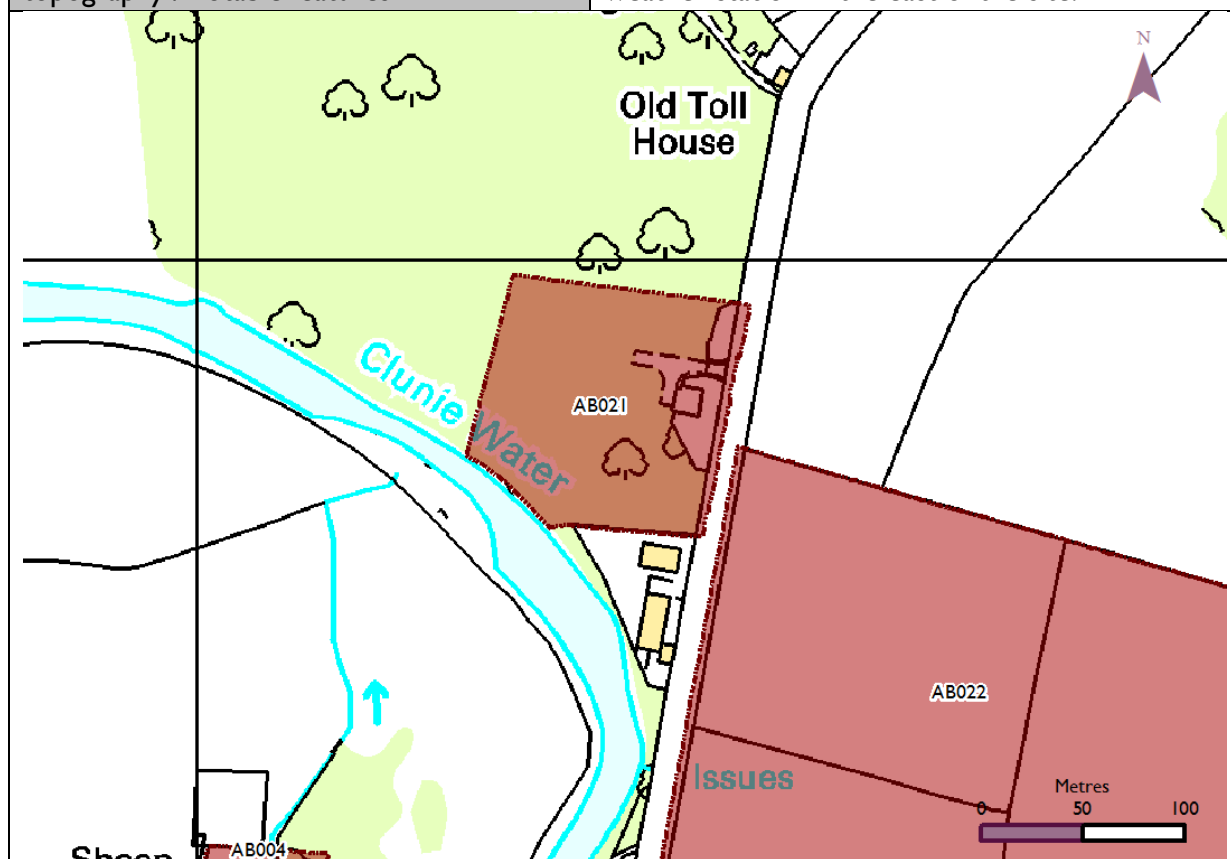 N
Old Toll
House
Clunie Water
AB021
AB022
Issues
Metres
0 50 100
AB004